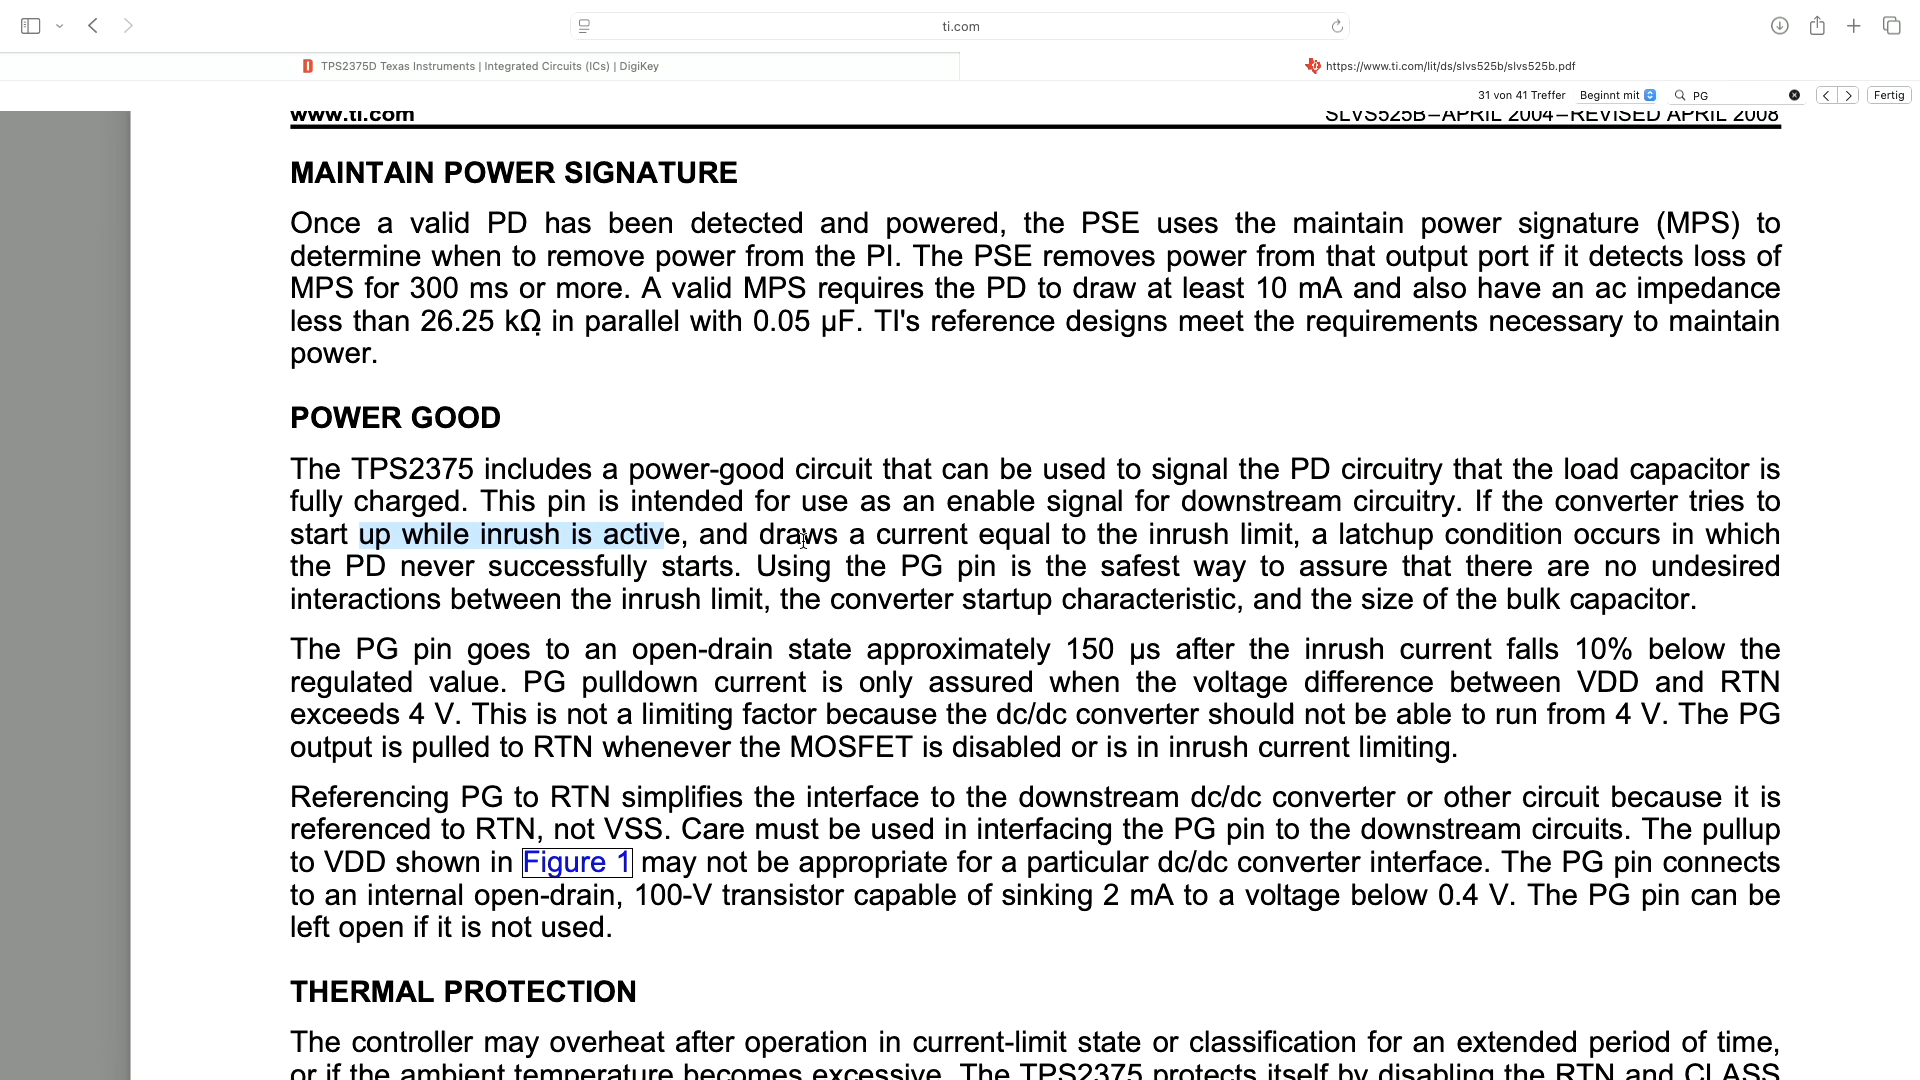 ti.com
TPS2375D Texas Instruments | Integrated Circuits (ICs) | DigiKey
https://www.ti.com/lit/ds/slvs525b/slvs525b.pdf
31 von 41 Treffer Beginnt mit PG Fertig
www.ti.com SLVS525B–APRIL 2004–REVISED APRIL 2008
MAINTAIN POWER SIGNATURE
Once a valid PD has been detected and powered, the PSE uses the maintain power signature (MPS) to
determine when to remove power from the PI. The PSE removes power from that output port if it detects loss of
MPS for 300 ms or more. A valid MPS requires the PD to draw at least 10 mA and also have an ac impedance
less than 26.25 kΩ in parallel with 0.05 μF. TI's reference designs meet the requirements necessary to maintain
power.
POWER GOOD
The TPS2375 includes a power-good circuit that can be used to signal the PD circuitry that the load capacitor is
fully charged. This pin is intended for use as an enable signal for downstream circuitry. If the converter tries to
start up while inrush is active, and draws a current equal to the inrush limit, a latchup condition occurs in which
the PD never successfully starts. Using the PG pin is the safest way to assure that there are no undesired
interactions between the inrush limit, the converter startup characteristic, and the size of the bulk capacitor.
The PG pin goes to an open-drain state approximately 150 μs after the inrush current falls 10% below the
regulated value. PG pulldown current is only assured when the voltage difference between VDD and RTN
exceeds 4 V. This is not a limiting factor because the dc/dc converter should not be able to run from 4 V. The PG
output is pulled to RTN whenever the MOSFET is disabled or is in inrush current limiting.
Referencing PG to RTN simplifies the interface to the downstream dc/dc converter or other circuit because it is
referenced to RTN, not VSS. Care must be used in interfacing the PG pin to the downstream circuits. The pullup
to VDD shown in Figure 1 may not be appropriate for a particular dc/dc converter interface. The PG pin connects
to an internal open-drain, 100-V transistor capable of sinking 2 mA to a voltage below 0.4 V. The PG pin can be
left open if it is not used.
THERMAL PROTECTION
The controller may overheat after operation in current-limit state or classification for an extended period of time,
or if the ambient temperature becomes excessive. The TPS2375 protects itself by disabling the RTN and CLASS